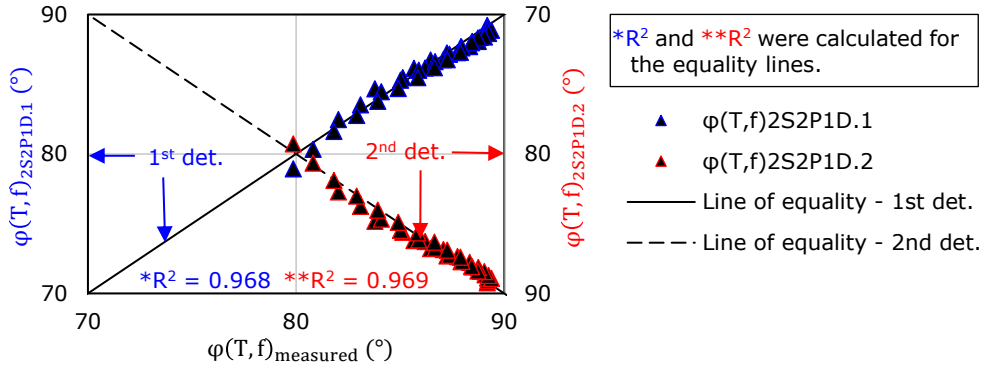 90
80
70
φ(T,f)2S2P1D.1 (°)
1st det.
2nd det.
*R² = 0.968
**R² = 0.969
70
80
90
φ(T,f)measured (°)
70
80
90
φ(T,f)2S2P1D.2 (°)
*R² and **R² were calculated for
the equality lines.
φ(T,f)2S2P1D.1
φ(T,f)2S2P1D.2
Line of equality - 1st det.
Line of equality - 2nd det.